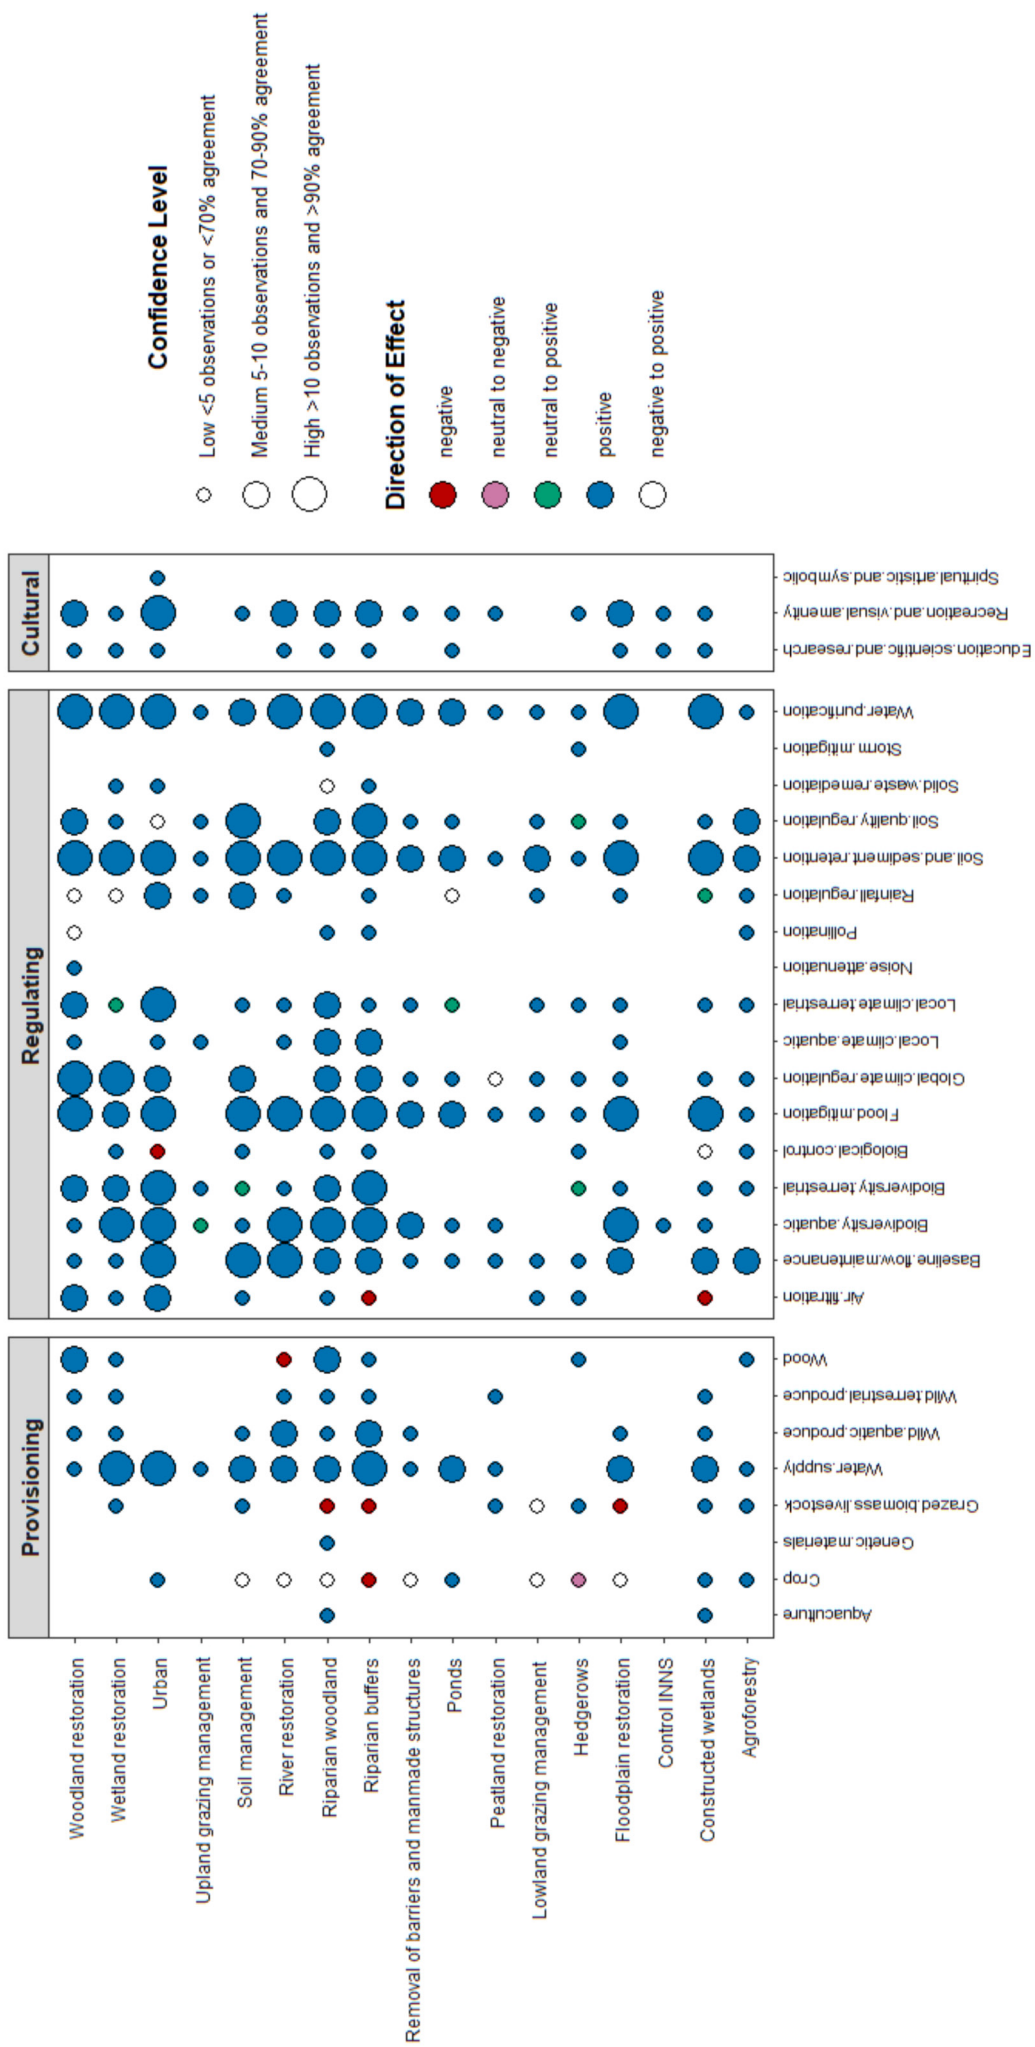 Provisioning
Regulating
Cultural
Woodland restoration
Wetland restoration
Urban
Upland grazing management
Soil management
River restoration
Riparian woodland
Riparian buffers
Removal of barriers and manmade structures
Ponds
Peatland restoration
Lowland grazing management
Hedgerows
Floodplain restoration
Control INNS
Constructed wetlands
Agroforestry
Aquaculture
Crop
Genetic.materials
Grazed.biomass.livestock
Water.supply
Wild.aquatic.produce
Wild.terrestrial.produce
Wood
Air.filtration
Baseline.flow.maintenance
Biodiversity.aquatic
Biodiversity.terrestrial
Biological.control
Flood.mitigation
Global.climate.regulation
Local.climate.aquatic
Local.climate.terrestrial
Noise.attenuation
Pollination
Rainfall.regulation
Soil.and.sediment.retention
Soil.quality.regulation
Solid.waste.remediation
Storm.mitigation
Water.purification
Education.scientific.and.research
Recreation.and.visual.amenity
Spiritual.artistic.and.symbolic
Confidence Level
Low <5 observations or <70% agreement
Medium 5-10 observations and 70-90% agreement
High >10 observations and >90% agreement
Direction of Effect
negative
neutral to negative
neutral to positive
positive
negative to positive